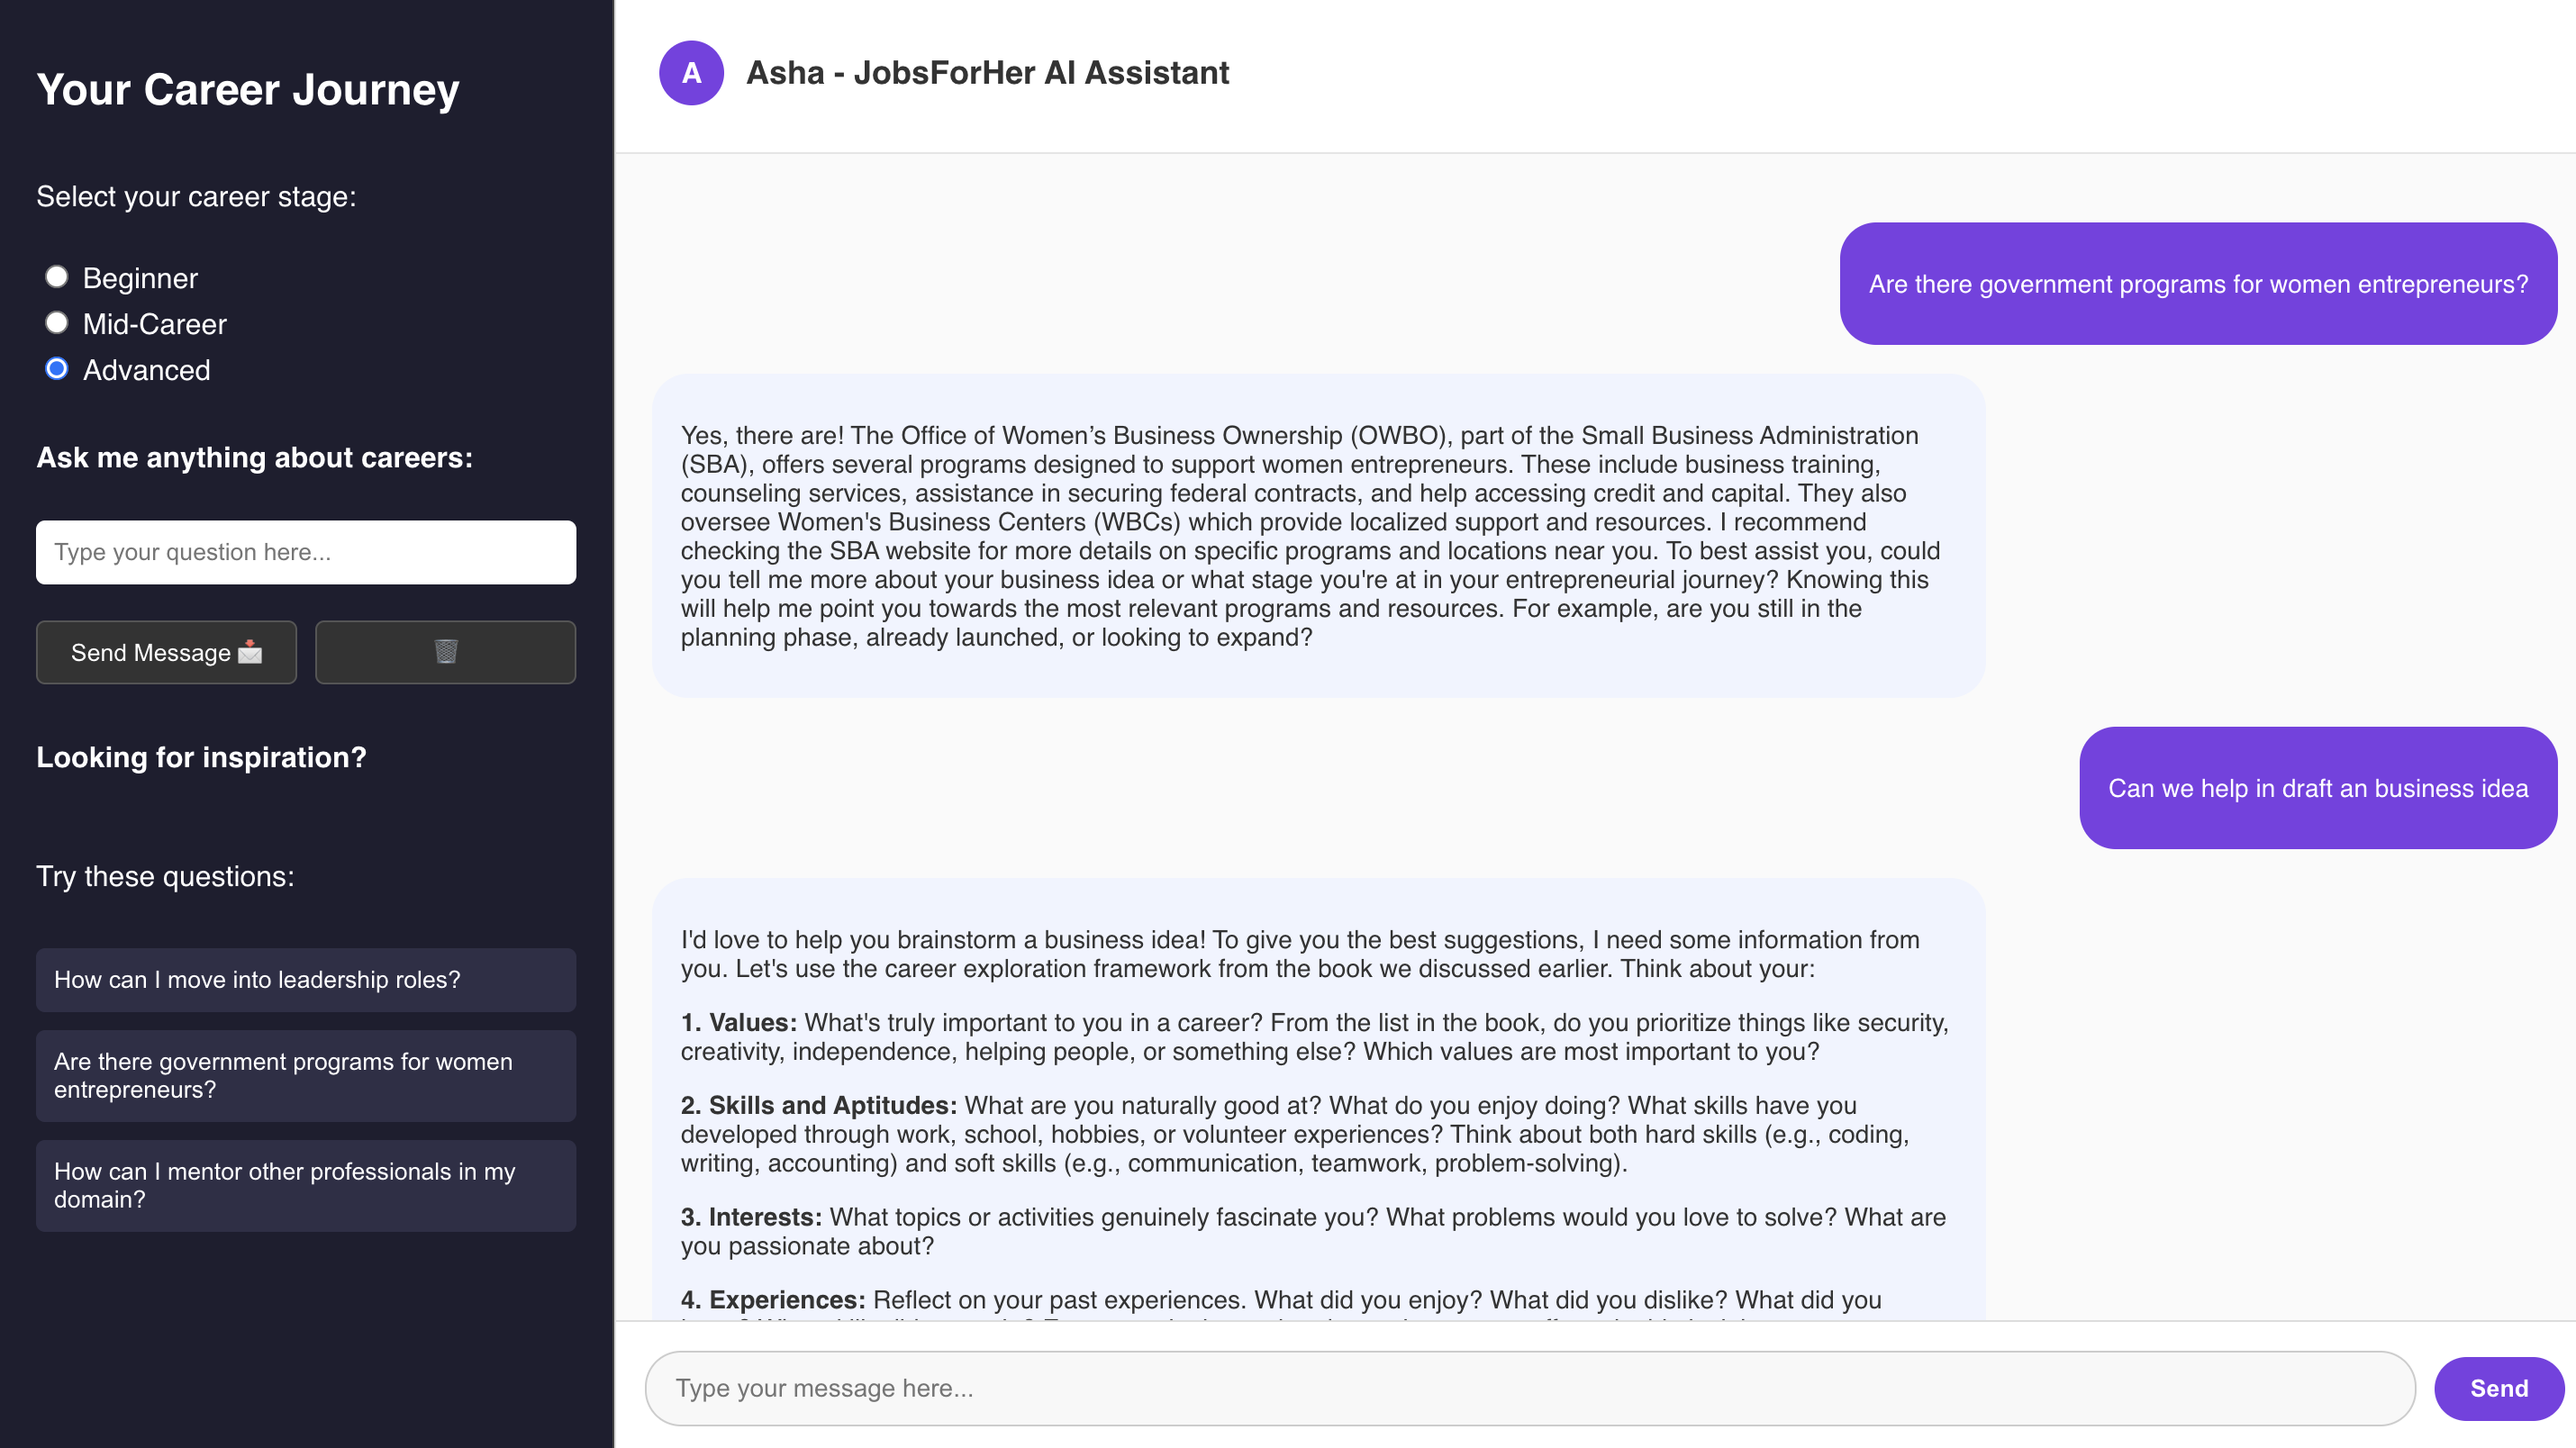 Your Career Journey
Select your career stage:
Beginner
Mid-Career
Advanced
Ask me anything about careers:
Type your question here...
Send Message
Looking for inspiration?
Try these questions:
How can I move into leadership roles?
Are there government programs for women
entrepreneurs?
How can I mentor other professionals in my
domain?
A
Asha - JobsForHer AI Assistant
Are there government programs for women entrepreneurs?
Yes, there are! The Office of Women’s Business Ownership (OWBO), part of the Small Business Administration
(SBA), offers several programs designed to support women entrepreneurs. These include business training,
counseling services, assistance in securing federal contracts, and help accessing credit and capital. They also
oversee Women's Business Centers (WBCs) which provide localized support and resources. I recommend
checking the SBA website for more details on specific programs and locations near you. To best assist you, could
you tell me more about your business idea or what stage you're at in your entrepreneurial journey? Knowing this
will help me point you towards the most relevant programs and resources. For example, are you still in the
planning phase, already launched, or looking to expand?
Can we help in draft an business idea
I'd love to help you brainstorm a business idea! To give you the best suggestions, I need some information from
you. Let's use the career exploration framework from the book we discussed earlier. Think about your:
1. Values: What's truly important to you in a career? From the list in the book, do you prioritize things like security,
creativity, independence, helping people, or something else? Which values are most important to you?
2. Skills and Aptitudes: What are you naturally good at? What do you enjoy doing? What skills have you
developed through work, school, hobbies, or volunteer experiences? Think about both hard skills (e.g., coding,
writing, accounting) and soft skills (e.g., communication, teamwork, problem-solving).
3. Interests: What topics or activities genuinely fascinate you? What problems would you love to solve? What are
you passionate about?
4. Experiences: Reflect on your past experiences. What did you enjoy? What did you dislike? What did you
Type your message here...
Send